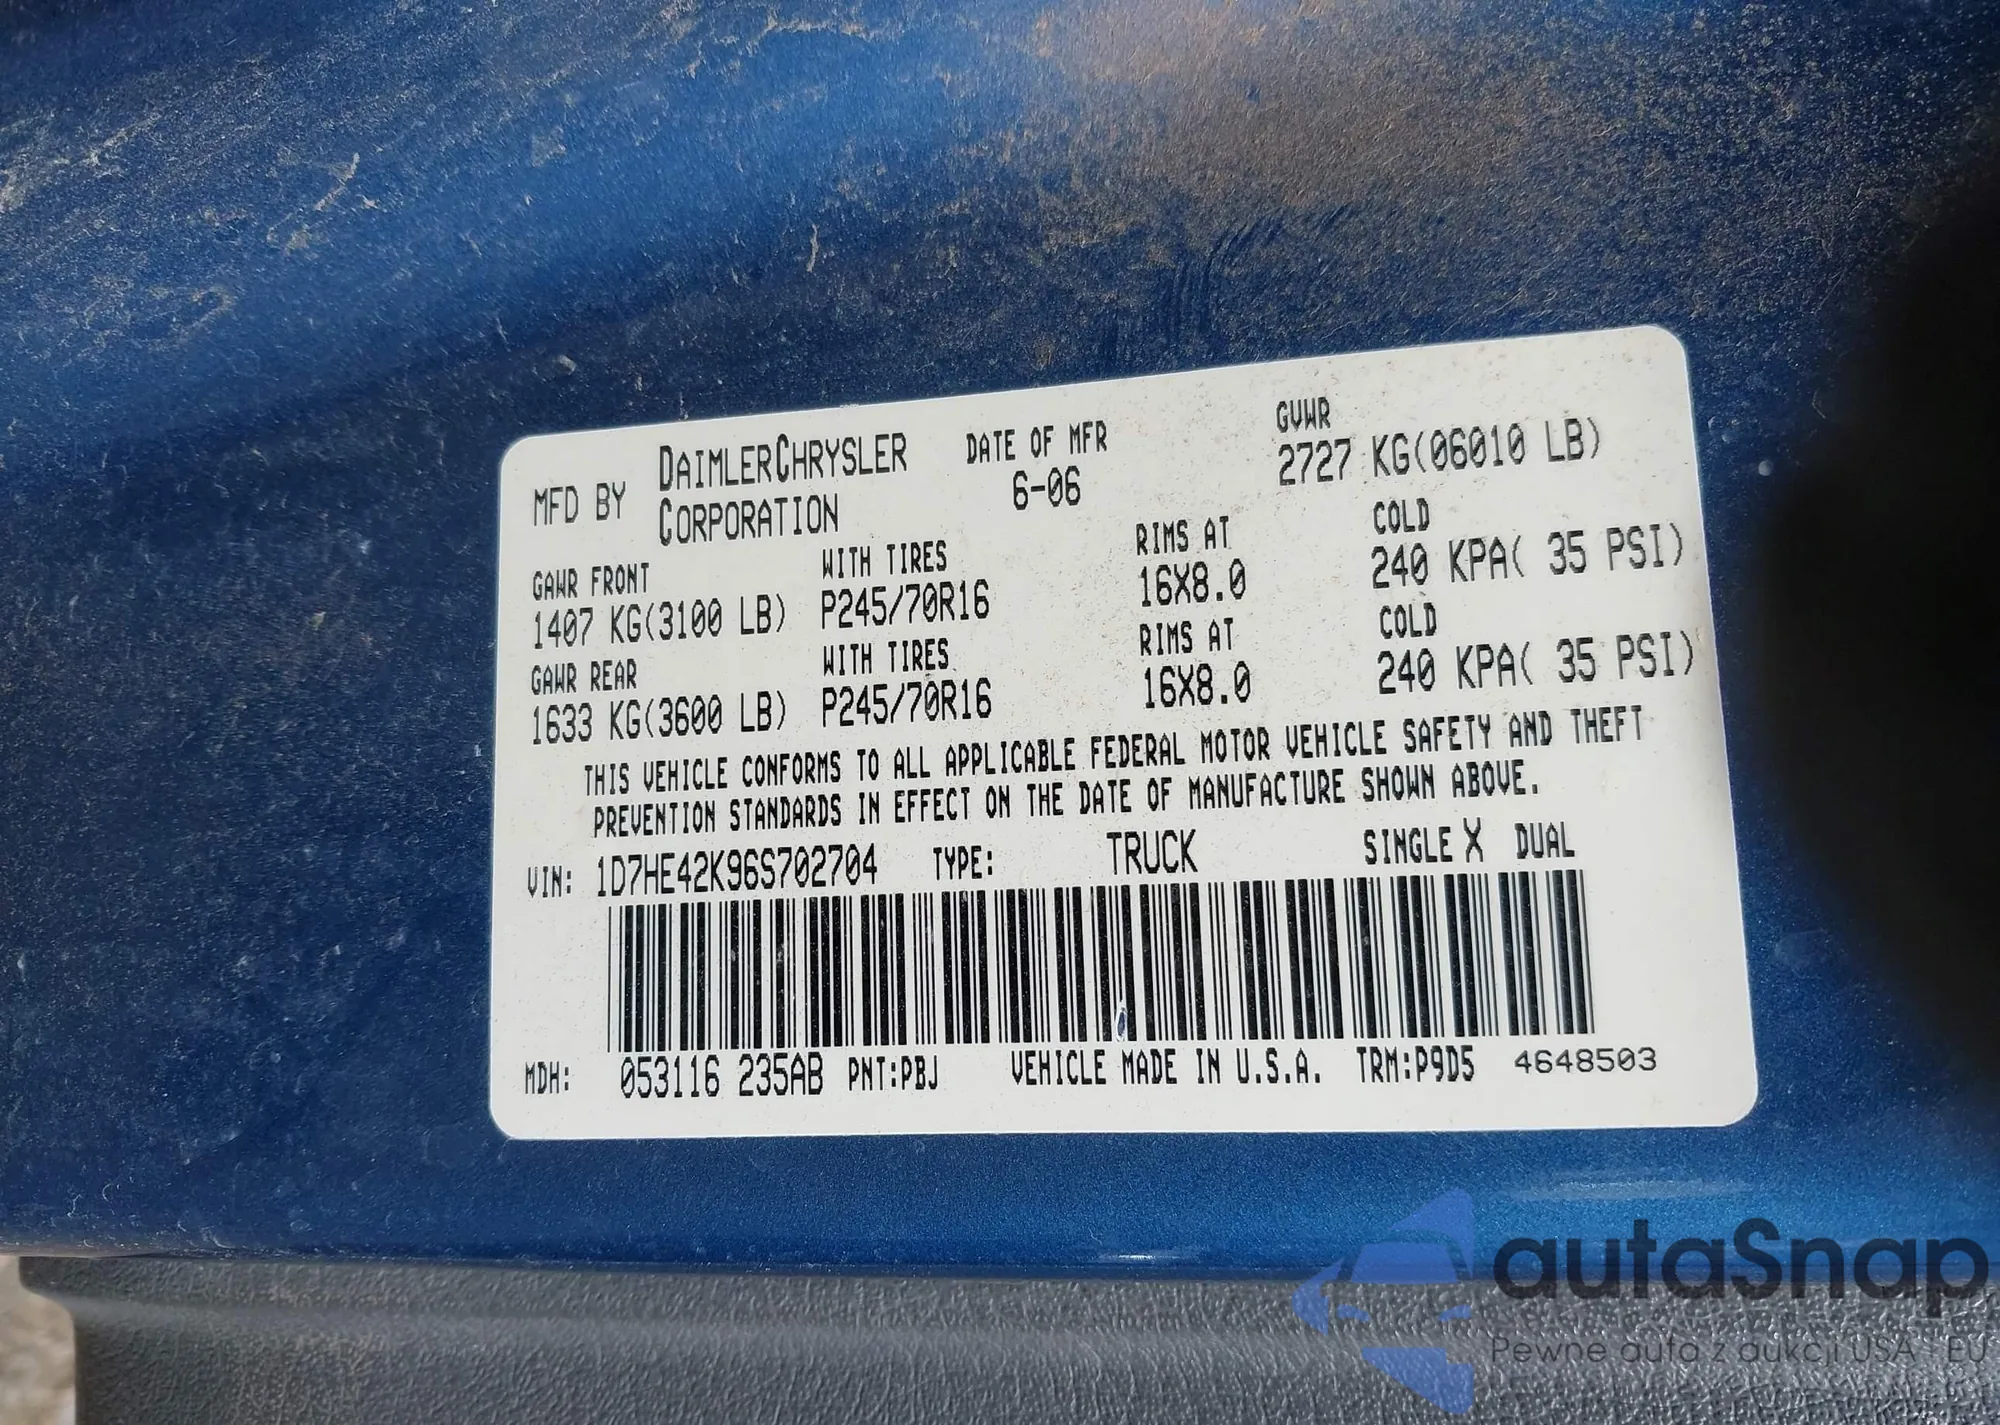 MFD BY DAIMLERCHRYSLER CORPORATION
DATE OF MFR
6-06
GVWR
2727 KG(06010 LB)
GAWR FRONT WITH TIRES RIMS AT COLD
1407 KG(3100 LB) P245/70R16 16X8.0 240 KPA( 35 PSI)
GAWR REAR WITH TIRES RIMS AT COLD
1633 KG(3600 LB) P245/70R16 16X8.0 240 KPA( 35 PSI)
THIS VEHICLE CONFORMS TO ALL APPLICABLE FEDERAL MOTOR VEHICLE SAFETY AND THEFT
PREVENTION STANDARDS IN EFFECT ON THE DATE OF MANUFACTURE SHOWN ABOVE.
VIN: 1D7HE42K96S702704 TYPE: TRUCK SINGLE X DUAL
MDH: 053116 235AB PNT:PBJ VEHICLE MADE IN U.S.A. TRM:P9D5 4648503
autaSnap
Pewne auta z aukcji USA i EU